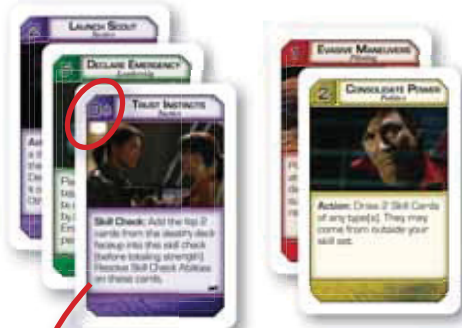 LAUNCH SCOUT
Tactics
DECLARE EMERGENCY
Leadership
TRUST INSTINCTS
Tactics
Skill Check: Add the top 2
cards from the destiny deck
faceup into this skill check
(before totaling strength).
Resolve Skill Check Abilities
on these cards.
EVASIVE MANEUVERS
Piloting
2
CONSOLIDATE POWER
Politics
Action: Draw 2 Skill Cards
of any type(s). They may
come from outside your
skill set.